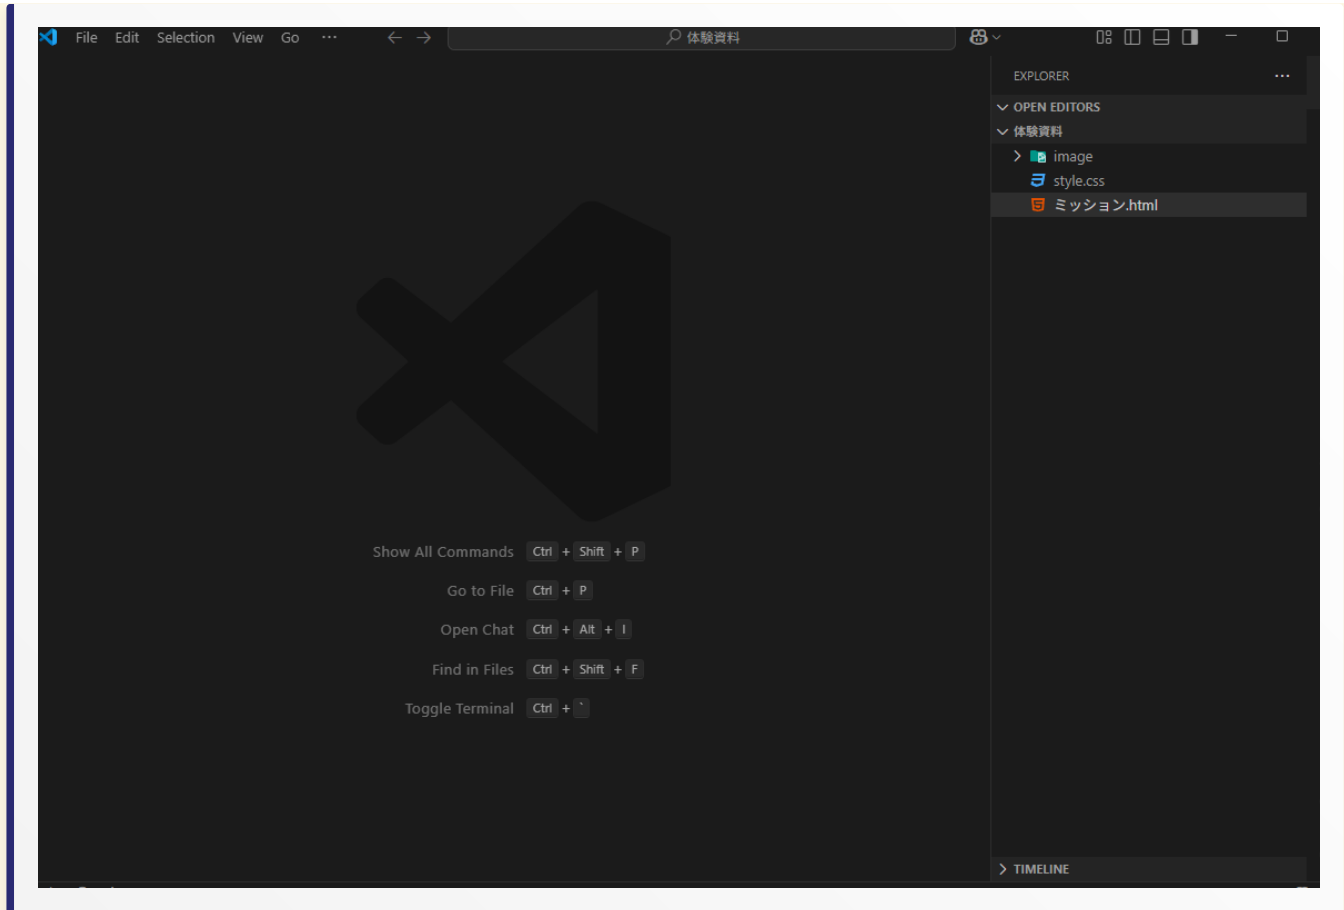 File Edit Selection View Go ··· ← → 体験資料
EXPLORER ···
OPEN EDITORS
体験資料
image
style.css
ミッション.html
Show All Commands Ctrl + Shift + P
Go to File Ctrl + P
Open Chat Ctrl + Alt + I
Find in Files Ctrl + Shift + F
Toggle Terminal Ctrl + `
TIMELINE